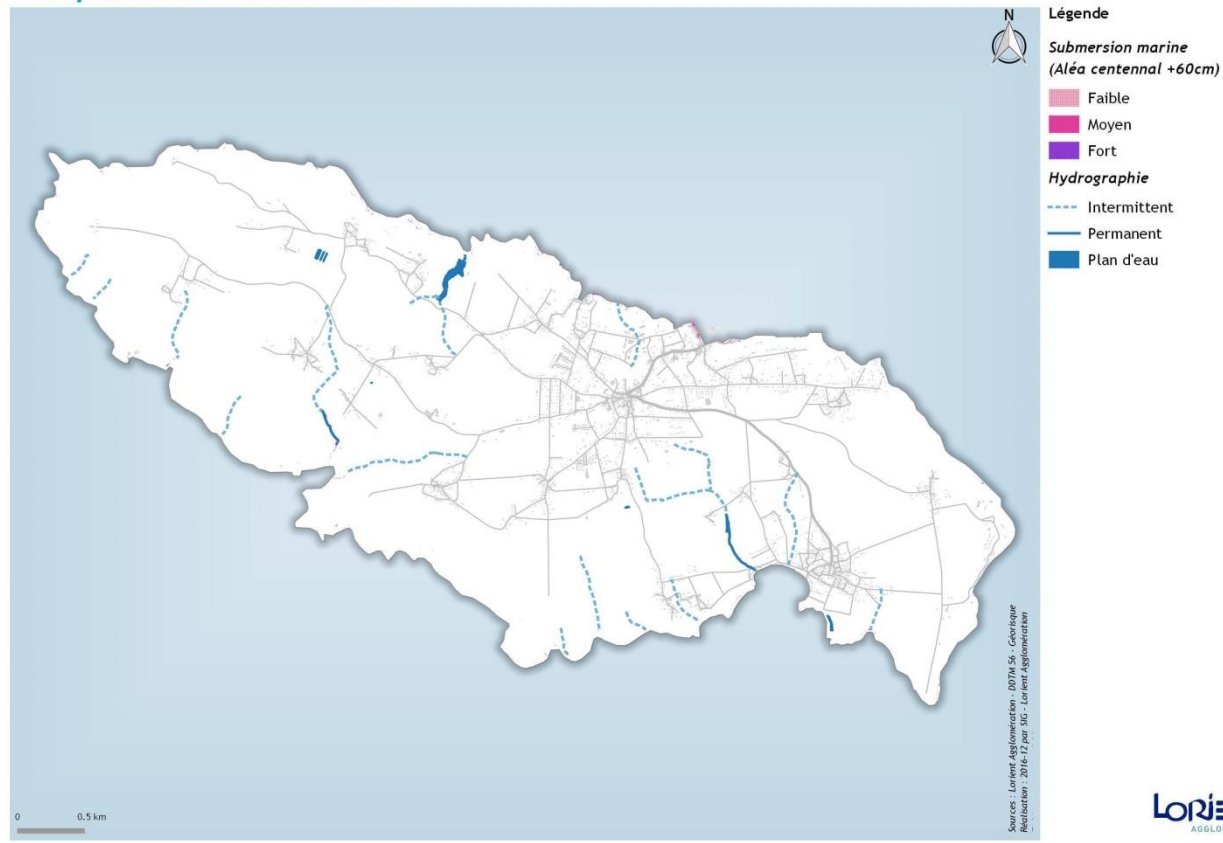 N
Légende
Submersion marine
(Aléa centennal +60cm)
Faible
Moyen
Fort
Hydrographie
Intermittent
Permanent
Plan d'eau
Sources : Lorient Agglomération - DDTM 56 - Géorisque
Réalisation : 2016-12 par SIG - Lorient Agglomération
0 0.5 km